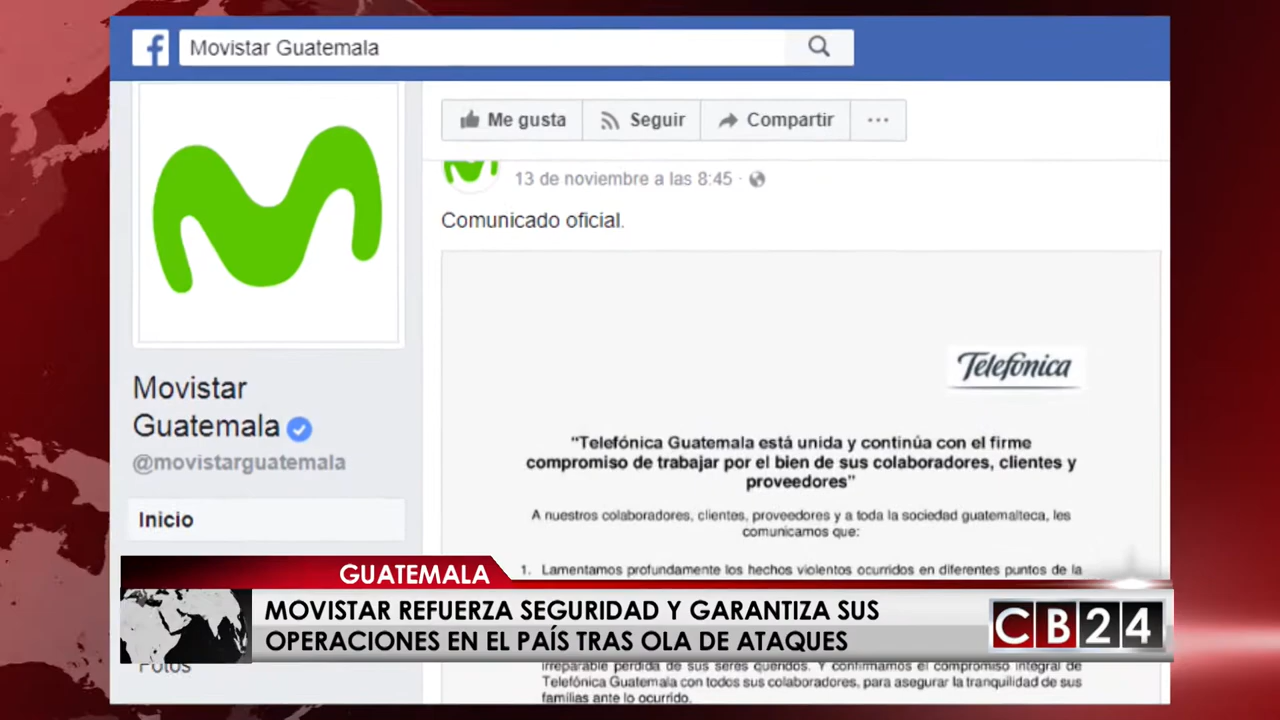 Movistar Guatemala
Me gusta
Seguir
Compartir
13 de noviembre a las 8:45
Comunicado oficial.
Telefónica
"Telefónica Guatemala está unida y continúa con el firme
compromiso de trabajar por el bien de sus colaboradores, clientes y
proveedores"
A nuestros colaboradores, clientes, proveedores y a toda la sociedad guatemalteca, les
comunicamos que:
1. Lamentamos profundamente los hechos violentos ocurridos en diferentes puntos de la
Movistar
Guatemala
@movistarguatemala
Inicio
GUATEMALA
MOVISTAR REFUERZA SEGURIDAD Y GARANTIZA SUS
OPERACIONES EN EL PAÍS TRAS OLA DE ATAQUES
CB24
Fotos
irreparable pérdida de sus seres queridos. Y confirmamos el compromiso integral de
Telefónica Guatemala con todos sus colaboradores, para asegurar la tranquilidad de sus
familias ante lo ocurrido.